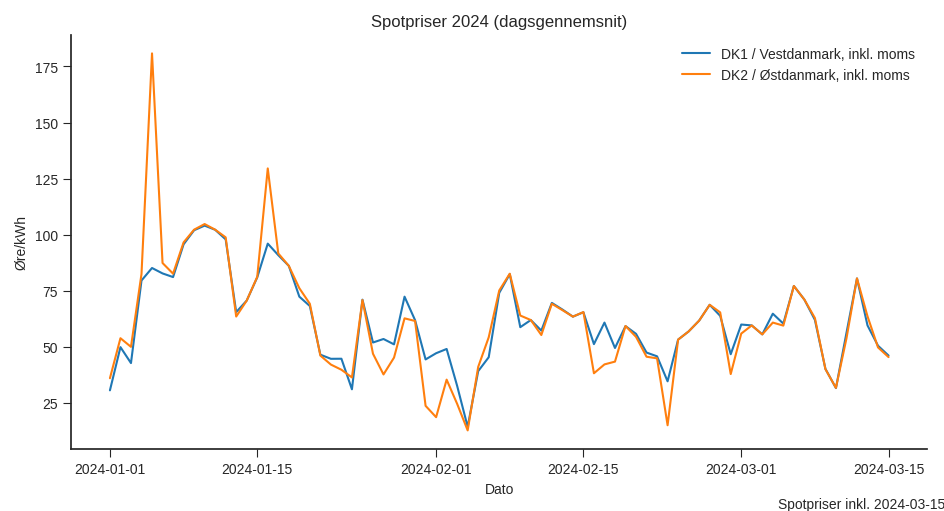 Spotpriser 2024 (dagsgennemsnit)
DK1 / Vestdanmark, inkl. moms
DK2 / Østdanmark, inkl. moms
Øre/kWh
175
150
125
100
75
50
25
2024-01-01
2024-01-15
2024-02-01
2024-02-15
2024-03-01
2024-03-15
Dato
Spotpriser inkl. 2024-03-15